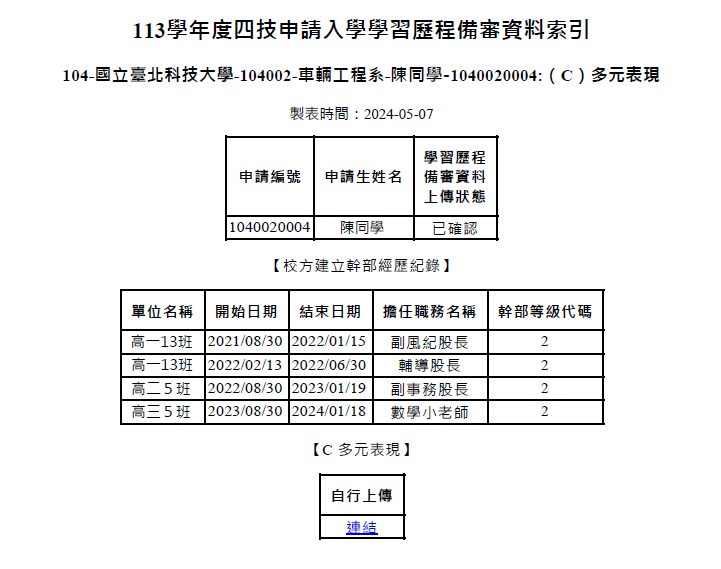 113學年度四技申請入學學習歷程備審資料索引
104-國立臺北科技大學-104002-車輛工程系-陳同學-1040020004:（C）多元表現
製表時間：2024-05-07
申請編號 申請生姓名 學習歷程
備審資料
上傳狀態
1040020004 陳同學 已確認
【校方建立幹部經歷紀錄】
單位名稱 開始日期 結束日期 擔任職務名稱 幹部等級代碼
高一13班 2021/08/30 2022/01/15 副風紀股長 2
高一13班 2022/02/13 2022/06/30 輔導股長 2
高二５班 2022/08/30 2023/01/19 副事務股長 2
高三５班 2023/08/30 2024/01/18 數學小老師 2
【C 多元表現】
自行上傳
連結